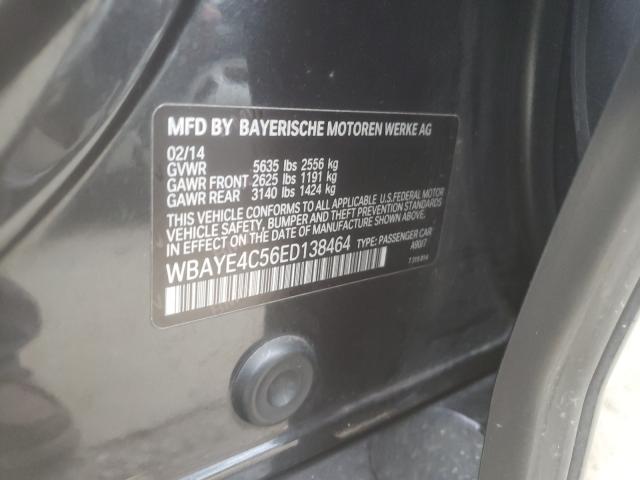 MFD BY BAYERISCHE MOTOREN WERKE AG
02/14
GVWR 5635 lbs 2556 kg
GAWR FRONT 2625 lbs 1191 kg
GAWR REAR 3140 lbs 1424 kg
THIS VEHICLE CONFORMS TO ALL APPLICABLE U.S.FEDERAL MOTOR
VEHICLE SAFETY, BUMPER, AND THEFT PREVENTION STANDARDS
IN EFFECT ON THE DATE OF MANUFACTURE SHOWN ABOVE.
WBAYE4C56ED138464 TYPE: PASSENGER CAR
A90/7